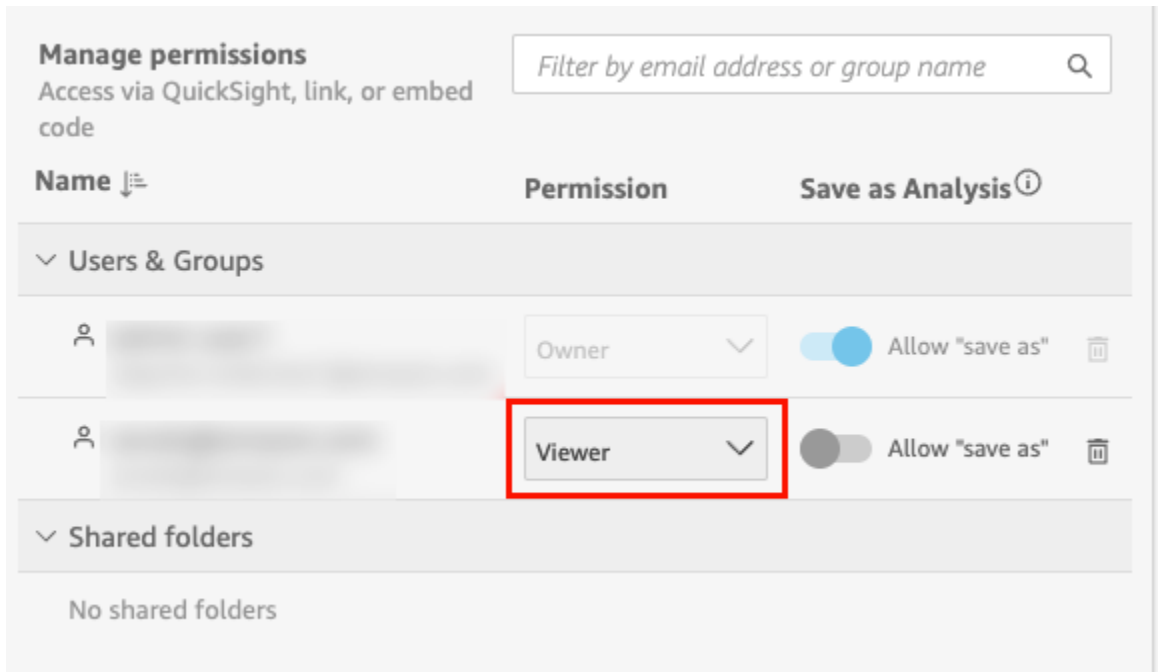 Manage permissions
Access via QuickSight, link, or embed
code
Filter by email address or group name
Name
Permission
Save as Analysis
Users & Groups
Owner
Allow "save as"
Viewer
Allow "save as"
Shared folders
No shared folders